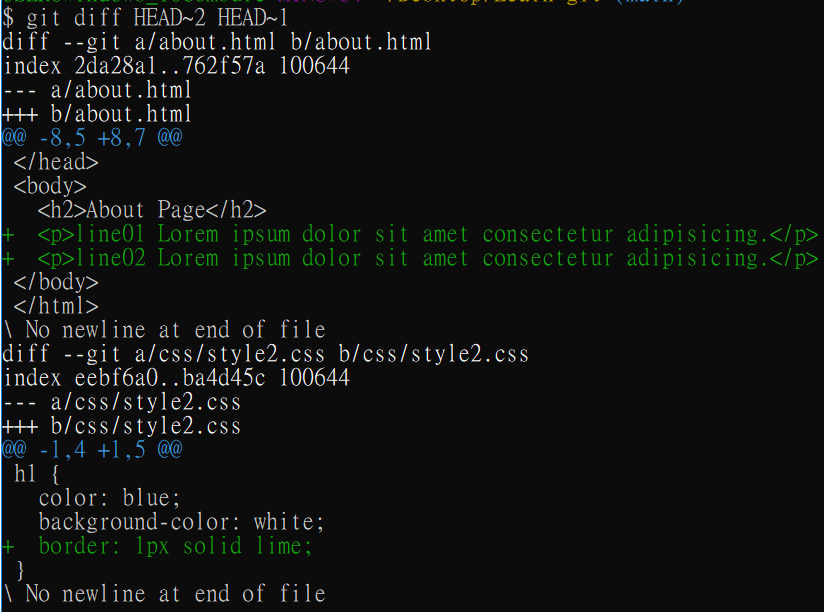 $ git diff HEAD~2 HEAD~1
diff --git a/about.html b/about.html
index 2da28a1..762f57a 100644
--- a/about.html
+++ b/about.html
@@ -8,5 +8,7 @@
 </head>
 <body>
   <h2>About Page</h2>
+  <p>line01 Lorem ipsum dolor sit amet consectetur adipisicing.</p>
+  <p>line02 Lorem ipsum dolor sit amet consectetur adipisicing.</p>
 </body>
 </html>
\ No newline at end of file
diff --git a/css/style2.css b/css/style2.css
index eebf6a0..ba4d45c 100644
--- a/css/style2.css
+++ b/css/style2.css
@@ -1,4 +1,5 @@
 h1 {
   color: blue;
   background-color: white;
+  border: 1px solid lime;
 }
\ No newline at end of file